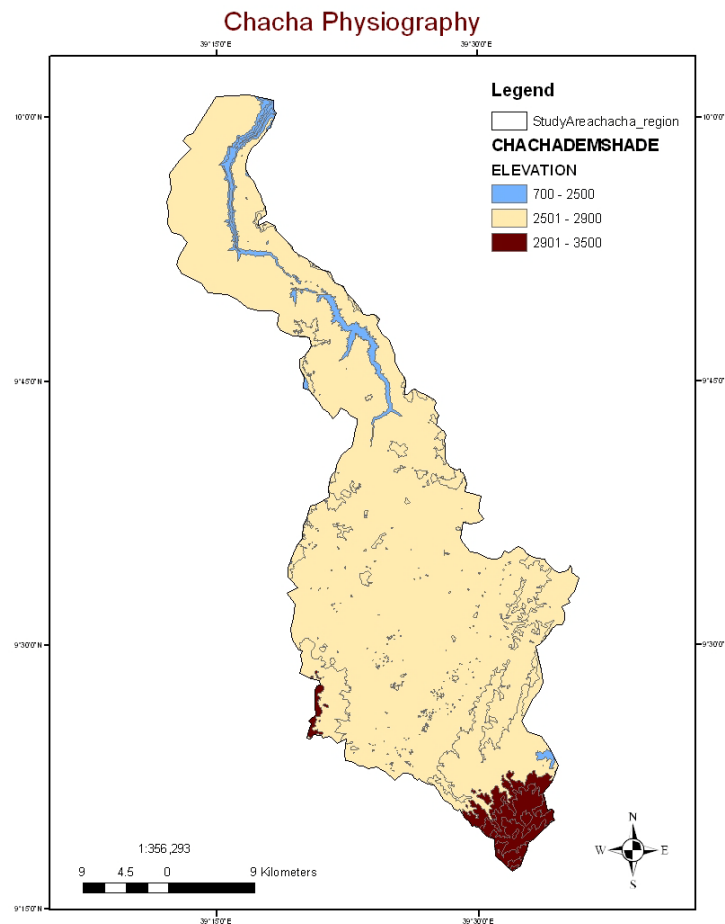 Chacha Physiography
39°15'0"E 39°30'0"E
Legend
StudyAreachacha_region
CHACHADEMSHADE
ELEVATION
700 - 2500
2501 - 2900
2901 - 3500
10°0'0"N 10°0'0"N
9°45'0"N 9°45'0"N
9°30'0"N 9°30'0"N
1:356,293
9 4.5 0 9 Kilometers
N
W E
S
9°15'0"N
39°15'0"E 39°30'0"E